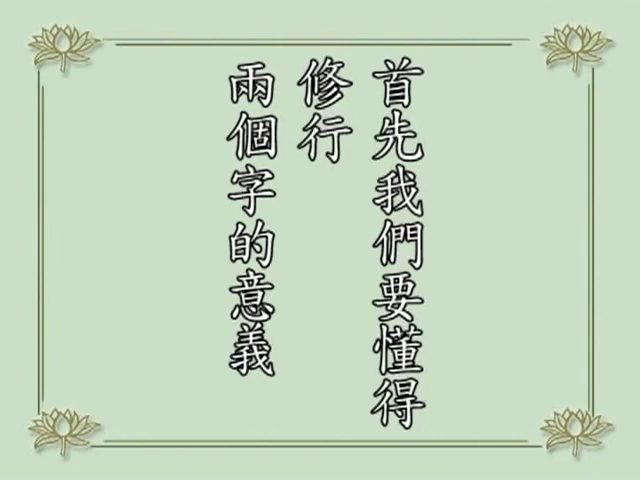 首先我們要懂得
修行
兩個字的意義